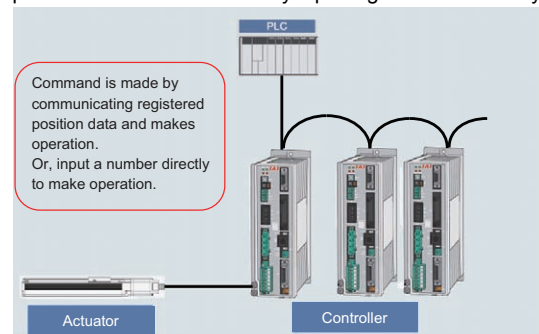 PLC
Command is made by
communicating registered
position data and makes
operation.
Or, input a number directly
to make operation.
Actuator
Controller